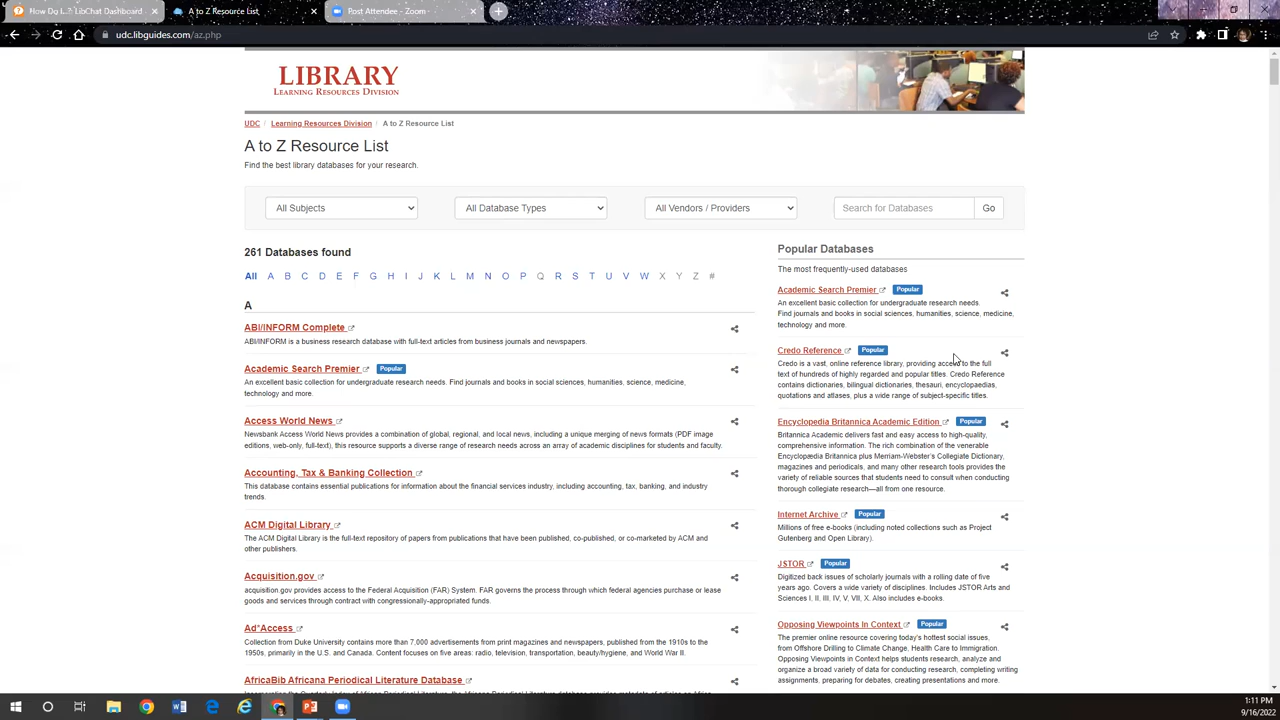 How Do I...? LibChat Dashboard
A to Z Resource List
Post Attendee - Zoom
udc.libguides.com/az.php
LIBRARY
LEARNING RESOURCES DIVISION
UDC / Learning Resources Division / A to Z Resource List
A to Z Resource List
Find the best library databases for your research.
All Subjects
All Database Types
All Vendors / Providers
Search for Databases
Go
261 Databases found
All A B C D E F G H I J K L M N O P Q R S T U V W X Y Z #
A
ABI/INFORM Complete
ABI/INFORM is a business research database with full-text articles from business journals and newspapers.
Academic Search Premier Popular
An excellent basic collection for undergraduate research needs. Find journals and books in social sciences, humanities, science, medicine,
technology and more.
Access World News
Newsbank Access World News provides a combination of global, regional, and local news, including a unique merging of news formats (PDF image
editions, web-only, full-text), this resource supports a diverse range of research needs across an array of academic disciplines for students and faculty.
Accounting, Tax & Banking Collection
This database contains essential publications for information about the financial services industry, including accounting, tax, banking, and industry
trends.
ACM Digital Library
The ACM Digital Library is the full-text repository of papers from publications that have been published, co-published, or co-marketed by ACM and
other publishers.
Acquisition.gov
acquisition.gov provides access to the Federal Acquisition (FAR) System. FAR governs the process through which federal agencies purchase or lease
goods and services through contract with congressionally-appropriated funds.
Ad*Access
Collection from Duke University contains more than 7,000 advertisements from print magazines and newspapers, published from the 1910s to the
1950s, primarily in the U.S. and Canada. Content focuses on five areas: radio, television, transportation, beauty/hygiene, and World War II.
AfricaBib Africana Periodical Literature Database
Popular Databases
The most frequently-used databases
Academic Search Premier Popular
An excellent basic collection for undergraduate research needs.
Find journals and books in social sciences, humanities, science, medicine,
technology and more.
Credo Reference Popular
Credo is a vast, online reference library, providing access to the full
text of hundreds of highly regarded and popular titles. Credo Reference
contains dictionaries, bilingual dictionaries, thesauri, encyclopaedias,
quotations and atlases, plus a wide range of subject-specific titles.
Encyclopedia Britannica Academic Edition Popular
Britannica Academic delivers fast and easy access to high-quality,
comprehensive information. The rich combination of the venerable
Encyclopædia Britannica plus Merriam-Webster's Collegiate Dictionary,
magazines and periodicals, and many other research tools provides the
variety of reliable sources that students need to consult when conducting
thorough collegiate research—all from one resource.
Internet Archive Popular
Millions of free e-books (including noted collections such as Project
Gutenberg and Open Library).
JSTOR Popular
Digitized back issues of scholarly journals with a rolling date of five
years ago. Covers a wide variety of disciplines. Includes JSTOR Arts and
Sciences I, II, III, IV, V, VII, X. Also includes e-books.
Opposing Viewpoints In Context Popular
The premier online resource covering today's hottest social issues,
from Offshore Drilling to Climate Change, Health Care to Immigration.
Opposing Viewpoints in Context helps students research, analyze and
organize a broad variety of data for conducting research, completing writing
assignments, preparing for debates, creating presentations and more.
1:11 PM
9/16/2022